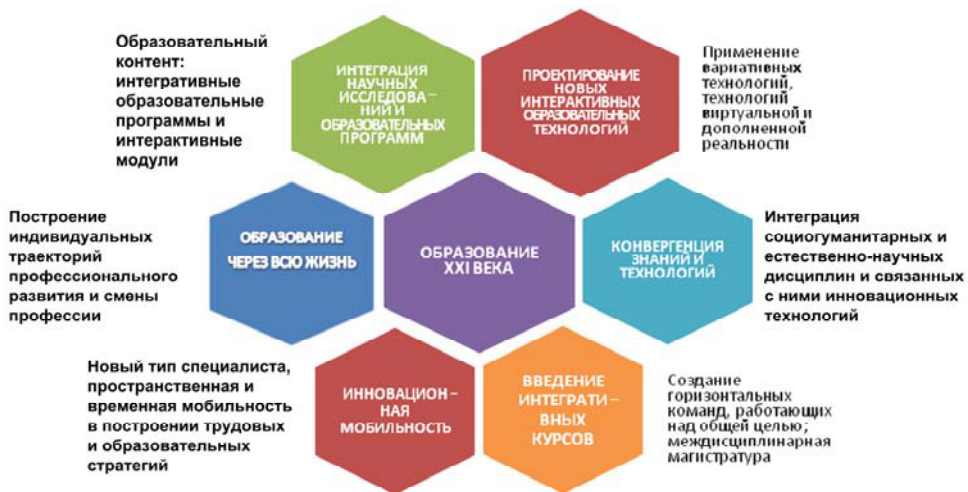 Образовательный
контент:
интегративные
образовательные
программы и
интерактивные
модули
ИНТЕГРАЦИЯ
НАУЧНЫХ
ИССЛЕДОВА –
НИЙ И
ОБРАЗОВАТЕЛЬНЫХ
ПРОГРАММ
ПРОЕКТИРОВАНИЕ
НОВЫХ
ИНТЕРАКТИВНЫХ
ОБРАЗОВАТЕЛЬНЫХ
ТЕХНОЛОГИЙ
Применение
вариативных
технологий,
технологий
виртуальной и
дополненной
реальности
Построение
индивидуальных
траекторий
профессионального
развития и смены
профессии
ОБРАЗОВАНИЕ
ЧЕРЕЗ ВСЮ ЖИЗНЬ
ОБРАЗОВАНИЕ
XXI ВЕКА
КОНВЕРГЕНЦИЯ
ЗНАНИЙ И
ТЕХНОЛОГИЙ
Интеграция
социогуманитарных и
естественно-научных
дисциплин и связанных
с ними инновационных
технологий
Новый тип специалиста,
пространственная и
временная мобильность
в построении трудовых
и образовательных
стратегий
ИННОВАЦИОН –
НАЯ
МОБИЛЬНОСТЬ
ВВЕДЕНИЕ
ИНТЕГРАТИ –
ВНЫХ
КУРСОВ
Создание
горизонтальных
команд, работающих
над общей целью;
междисциплинарная
магистратура